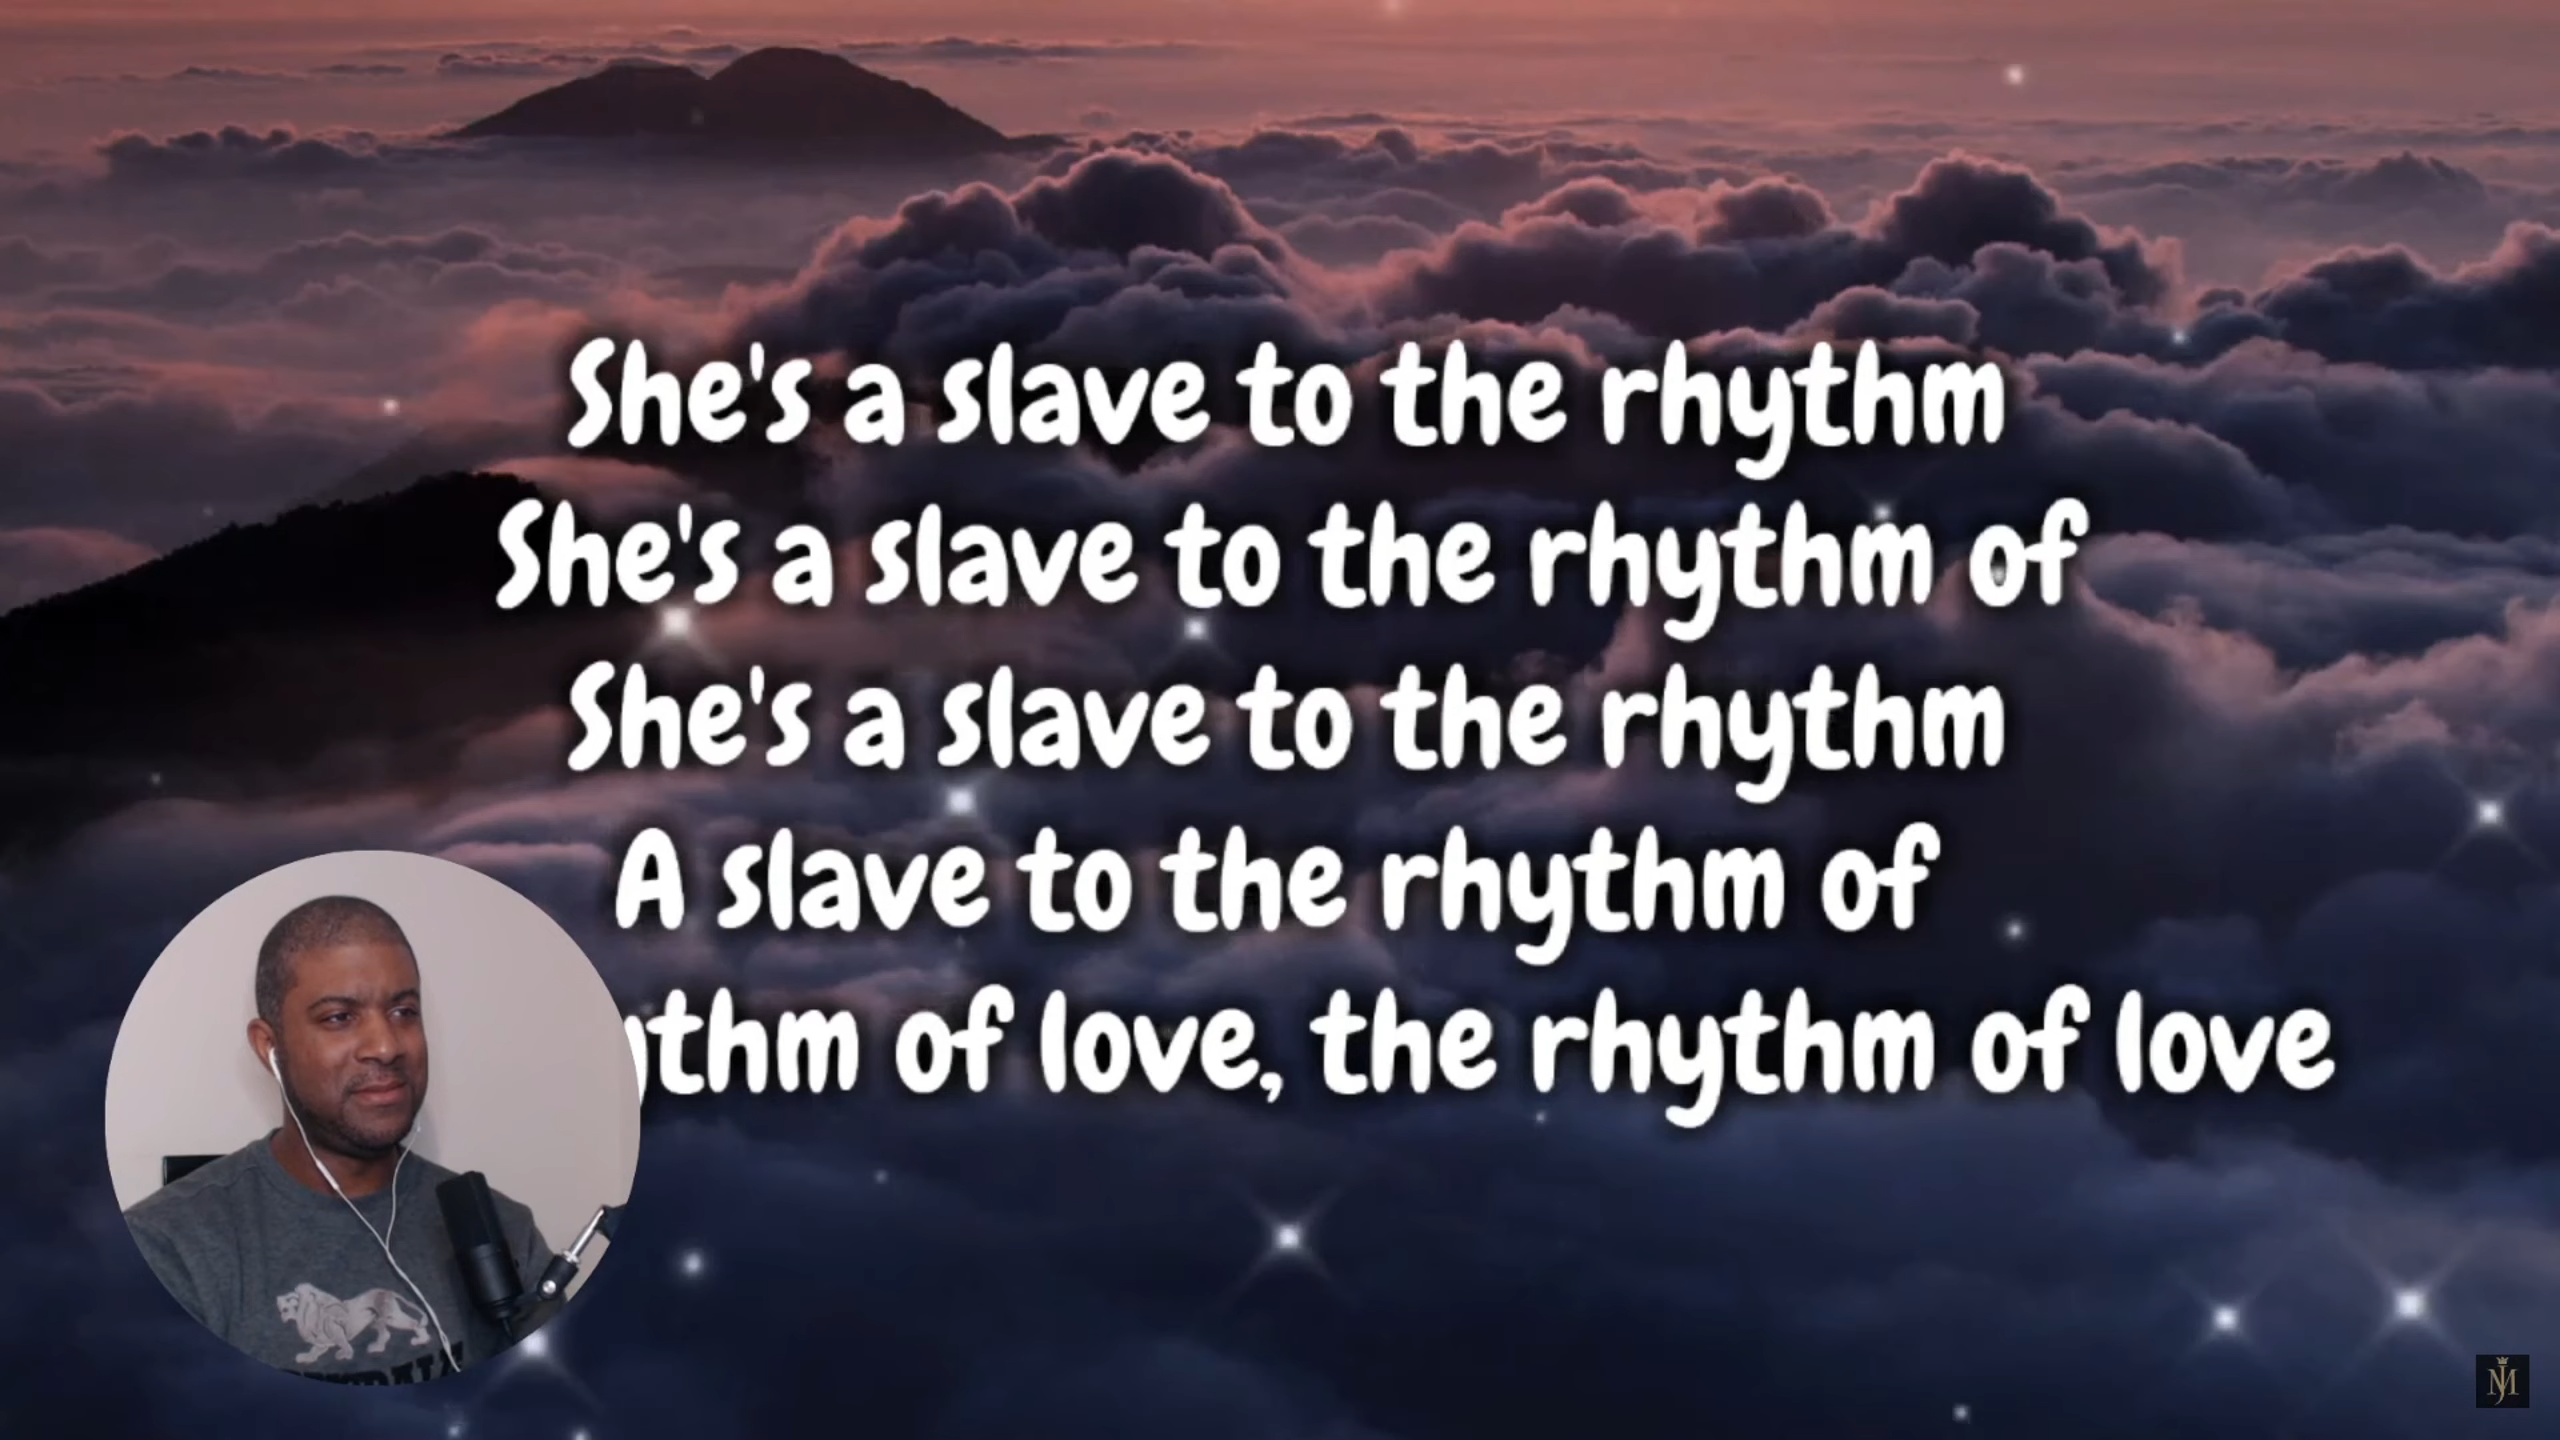 She's a slave to the rhythm
She's a slave to the rhythm of
She's a slave to the rhythm
A slave to the rhythm of
of love, the rhythm of love
MJ